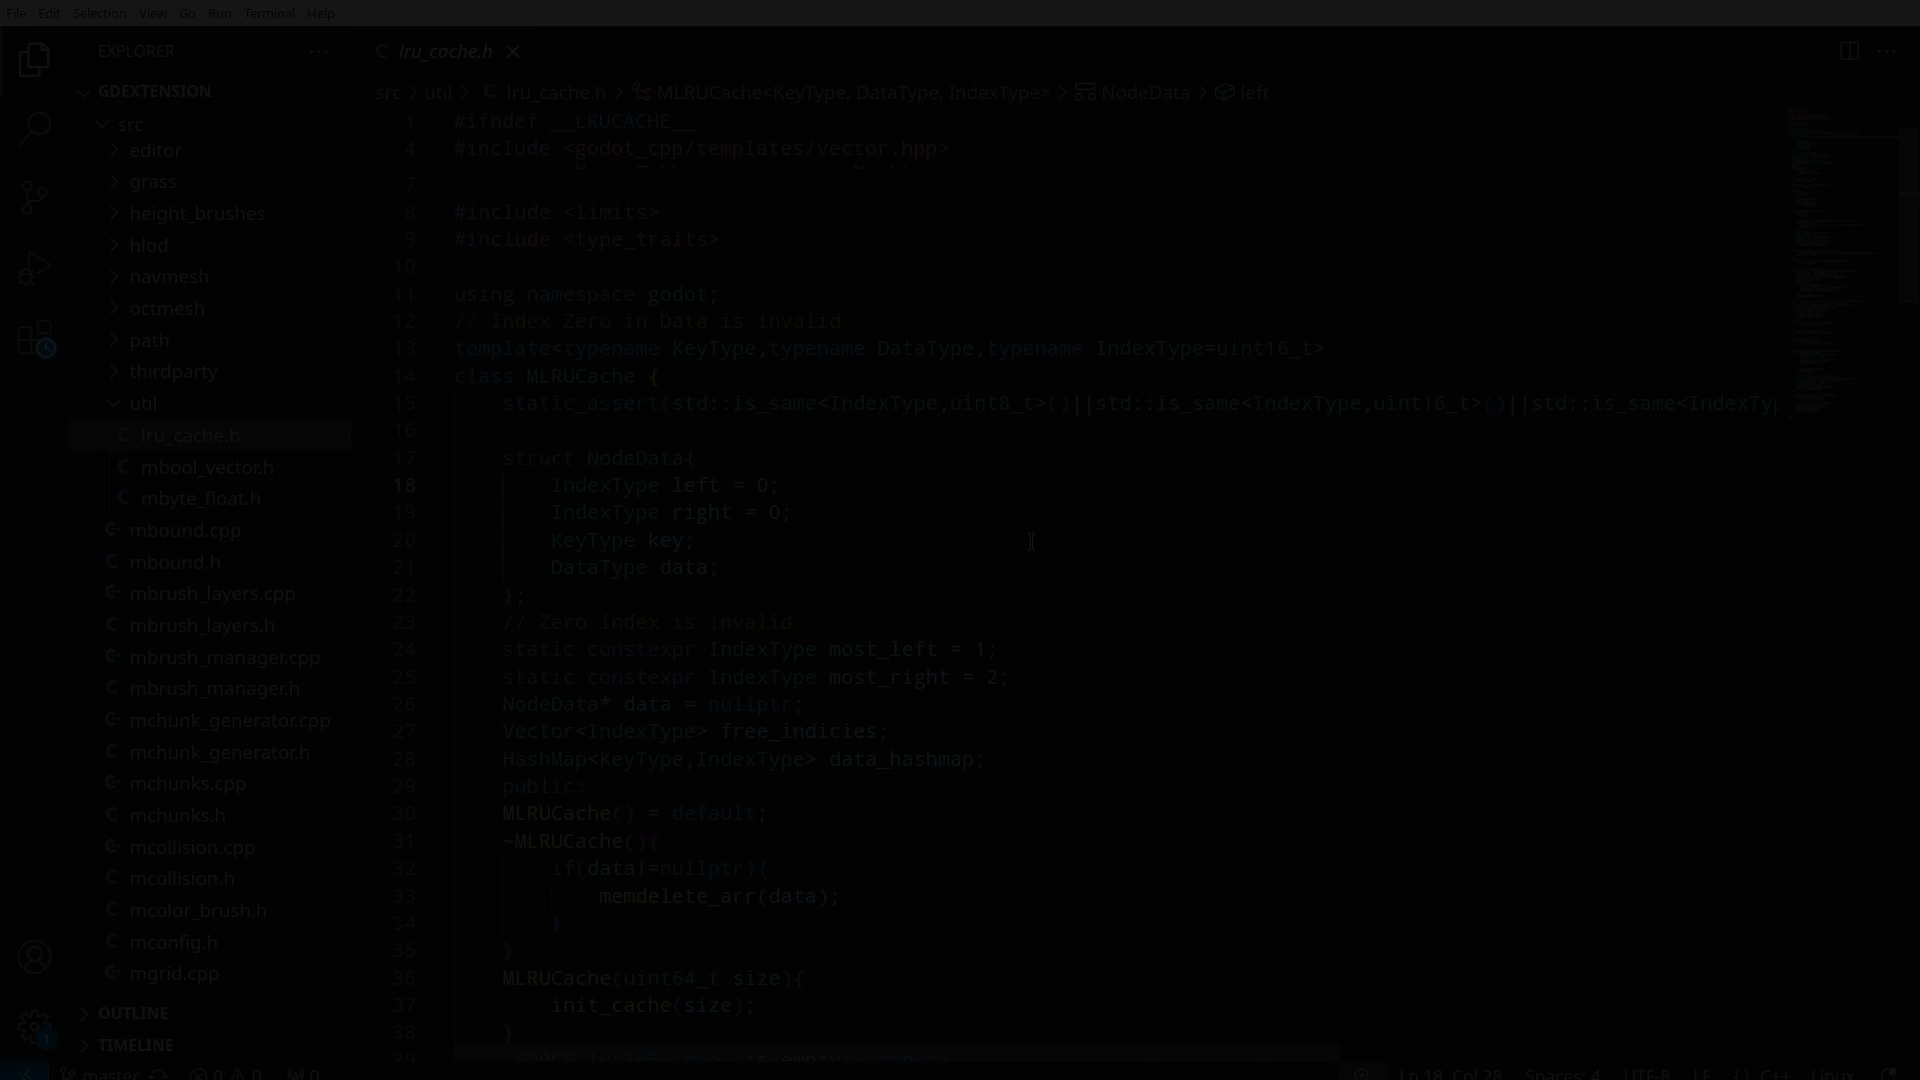 File Edit Selection View Go Run Terminal Help
EXPLORER
lru_cache.h
GDEXTENSION
src > util > C lru_cache.h > MLRUCache<KeyType, DataType, IndexType> > NodeData > left
src
editor
grass
height_brushes
hlod
navmesh
octmesh
path
thirdparty
util
C lru_cache.h
C mbool_vector.h
C mbyte_float.h
mbound.cpp
C mbound.h
mbrush_layers.cpp
C mbrush_layers.h
mbrush_manager.cpp
C mbrush_manager.h
mchunk_generator.cpp
C mchunk_generator.h
mchunks.cpp
C mchunks.h
mcollision.cpp
C mcollision.h
C mcolor_brush.h
C mconfig.h
mgrid.cpp
OUTLINE
TIMELINE
1 #ifndef __LRUCACHE__
4 #include <godot_cpp/templates/vector.hpp>
7
8 #include <limits>
9 #include <type_traits>
10
11 using namespace godot;
12 // Index Zero in Data is invalid
13 template<typename KeyType,typename DataType,typename IndexType=uint16_t>
14 class MLRUCache {
15 static_assert(std::is_same<IndexType,uint8_t>()||std::is_same<IndexType,uint16_t>()||std::is_same<IndexTyp
16
17 struct NodeData{
18 IndexType left = 0;
19 IndexType right = 0;
20 KeyType key;
21 DataType data;
22 };
23 // Zero index is invalid
24 static constexpr IndexType most_left = 1;
25 static constexpr IndexType most_right = 2;
26 NodeData* data = nullptr;
27 Vector<IndexType> free_indicies;
28 HashMap<KeyType,IndexType> data_hashmap;
29 public:
30 MLRUCache() = default;
31 ~MLRUCache(){
32 if(data!=nullptr){
33 memdelete_arr(data);
34 }
35 }
36 MLRUCache(uint64_t size){
37 init_cache(size);
38 }
39
master 0 0 0 Ln 18, Col 28 Spaces: 4 UTF-8 LF {} C++ Linux